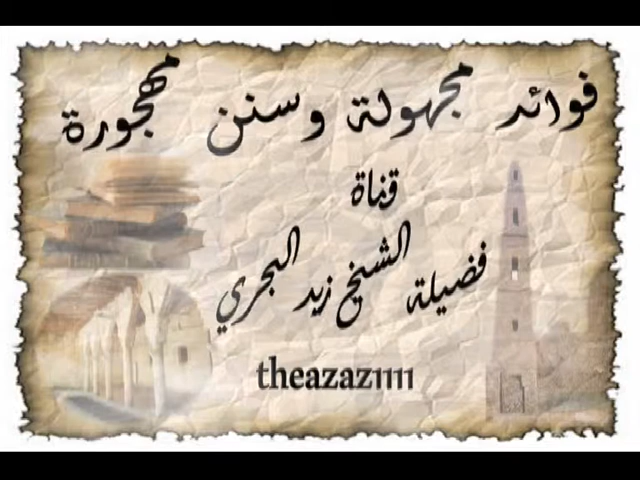 فوائد مجهولة وسنن مهجورة
قناة
فضيلة الشيخ زيد البحري
theazaz1111